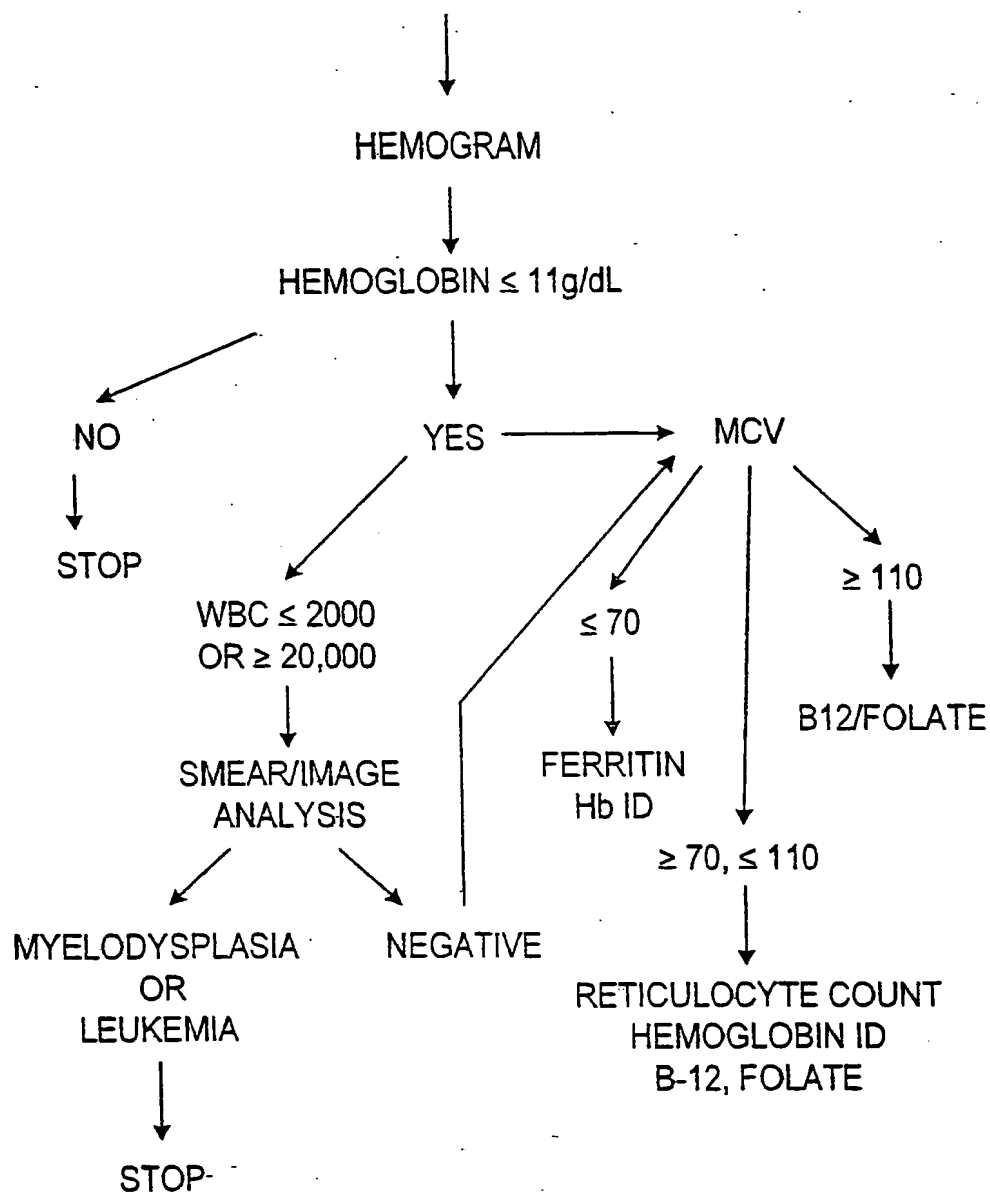 HEMOGRAM
HEMOGLOBIN ≤ 11g/dL
NO
YES
MCV
STOP
WBC ≤ 2000
OR ≥ 20,000
≤ 70
≥ 110
B12/FOLATE
SMEAR/IMAGE
ANALYSIS
FERRITIN
Hb ID
≥ 70, ≤ 110
MYELODYSPLASIA
OR
LEUKEMIA
NEGATIVE
RETICULOCYTE COUNT
HEMOGLOBIN ID
B-12, FOLATE
STOP